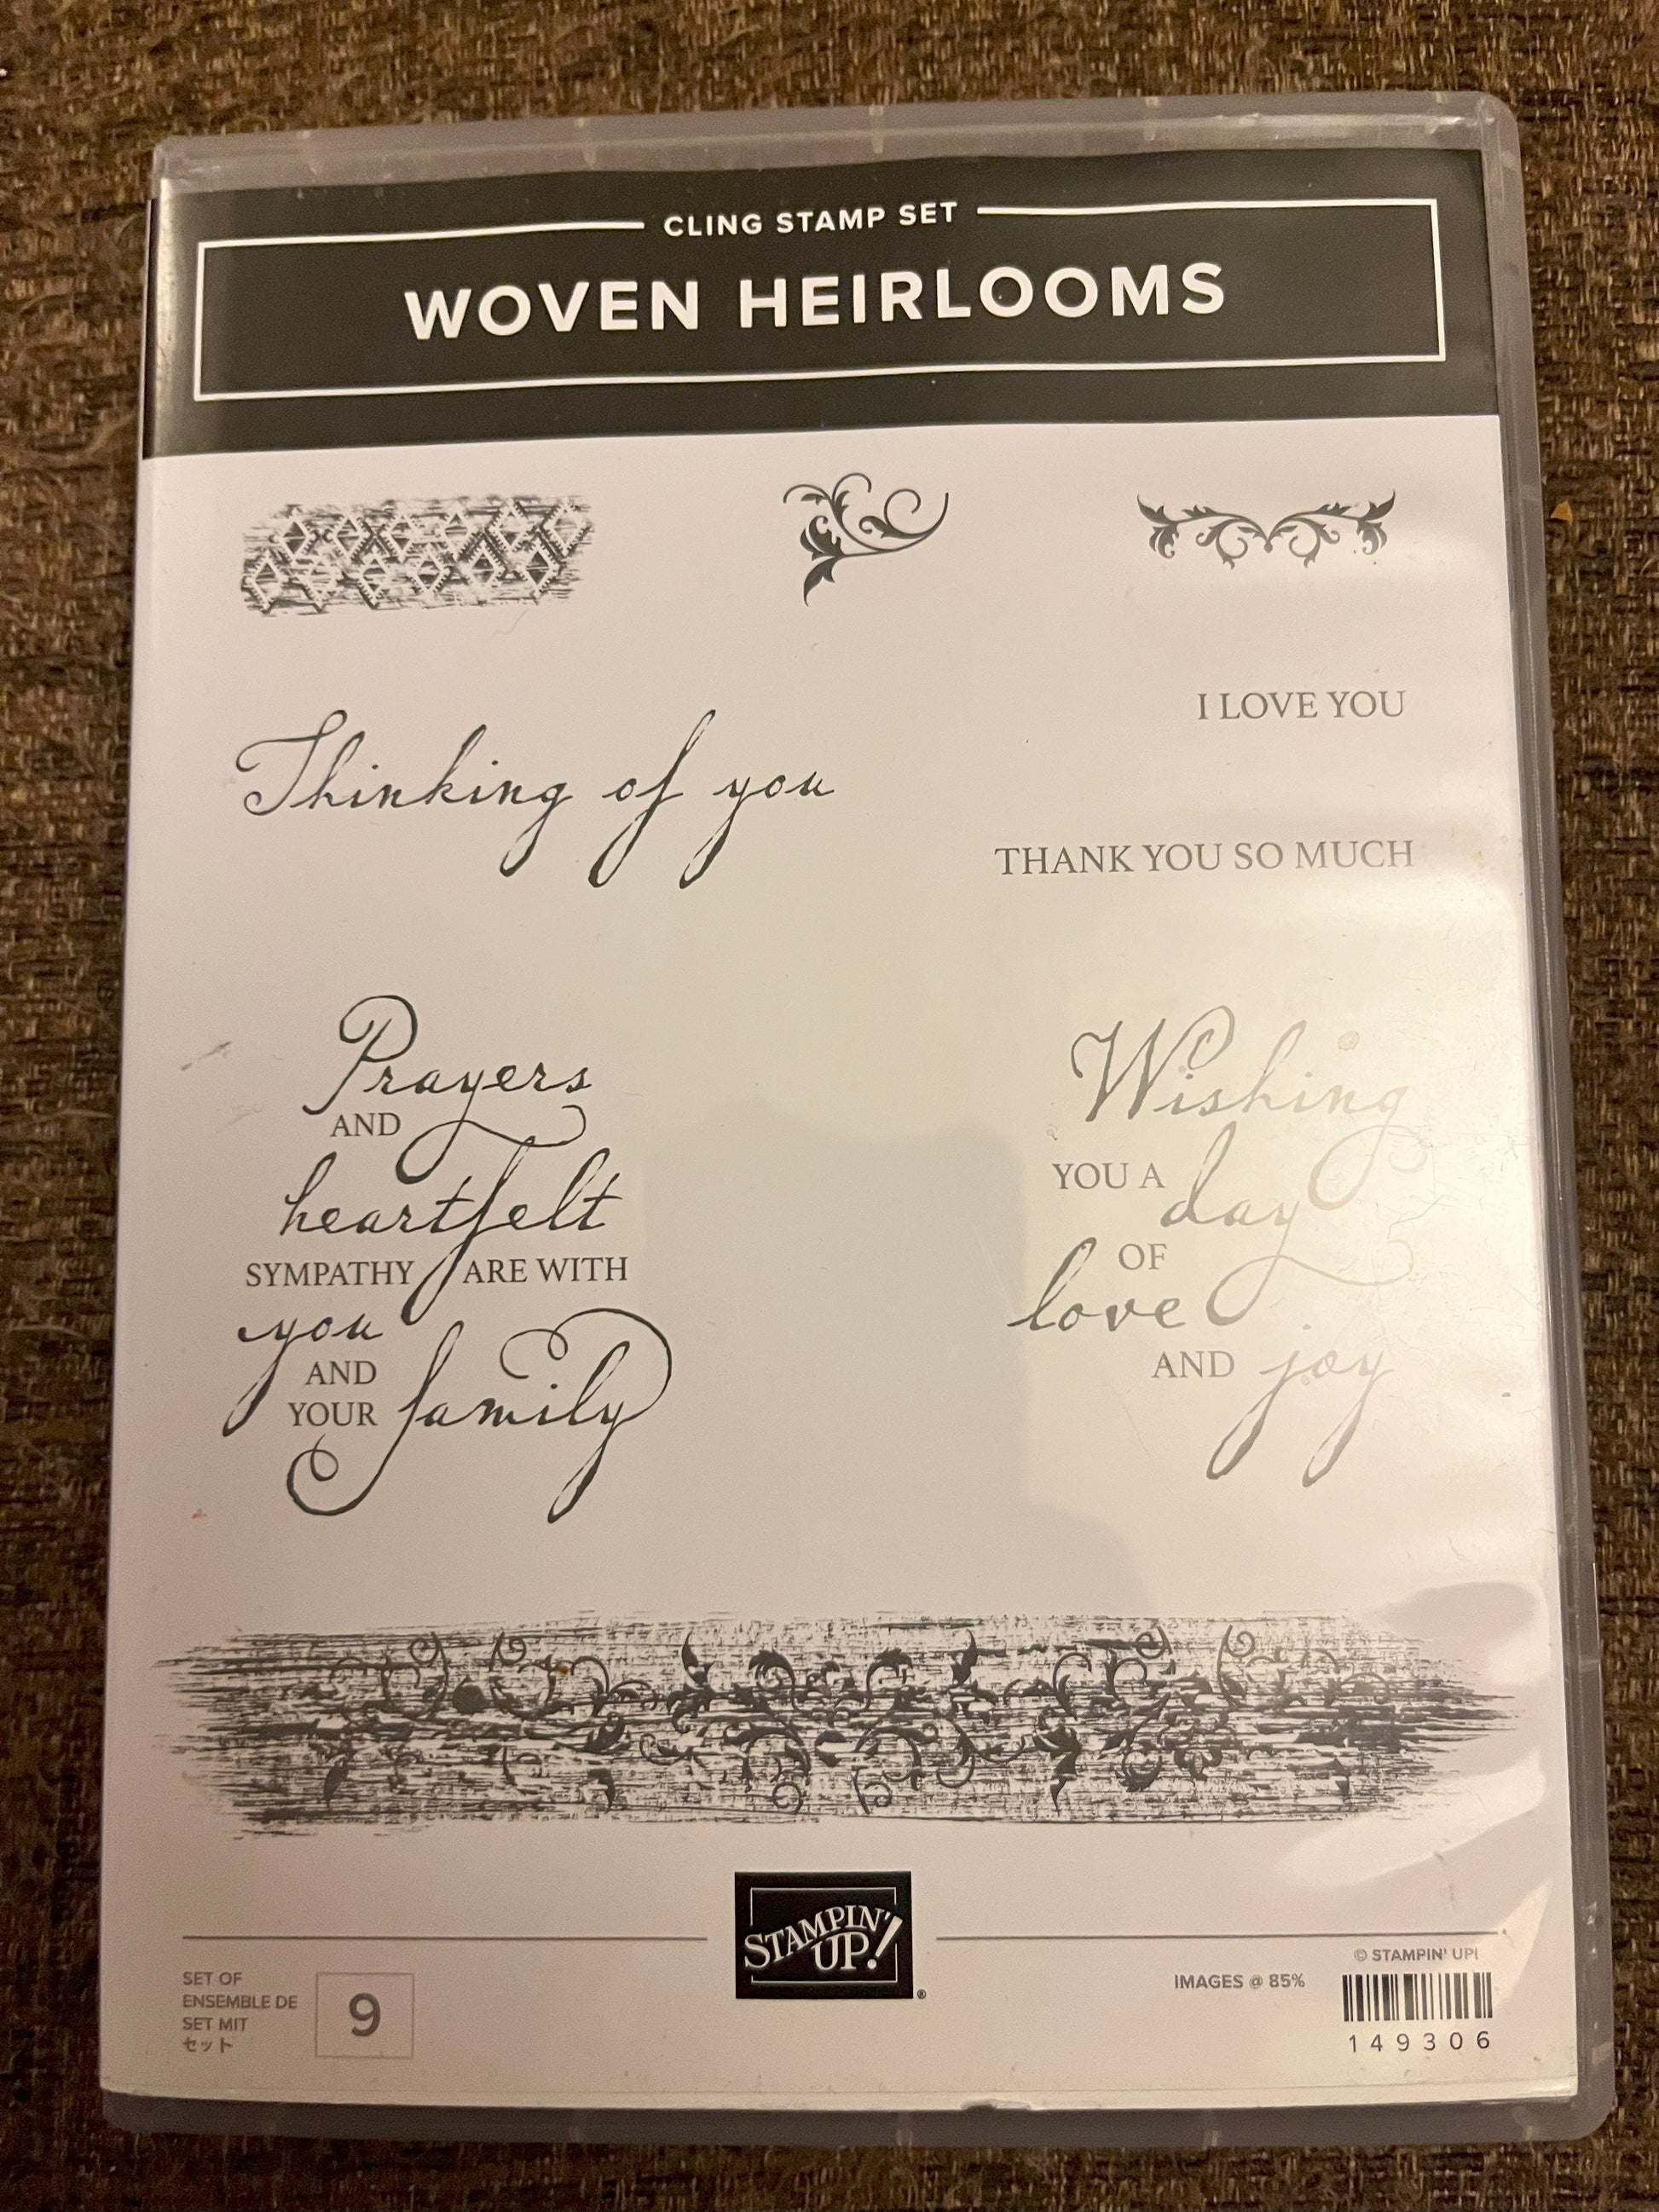 CLING STAMP SET
WOVEN HEIRLOOMS
I LOVE YOU
Thinking of you
THANK YOU SO MUCH
Prayers
AND
heartfelt
SYMPATHY ARE WITH
you
AND
YOUR family
Wishing
YOU A day
OF
love
AND joy
STAMPIN' UP!®
SET OF
ENSEMBLE DE
SET MIT
セット
9
IMAGES @ 85%
© STAMPIN' UP!
149306